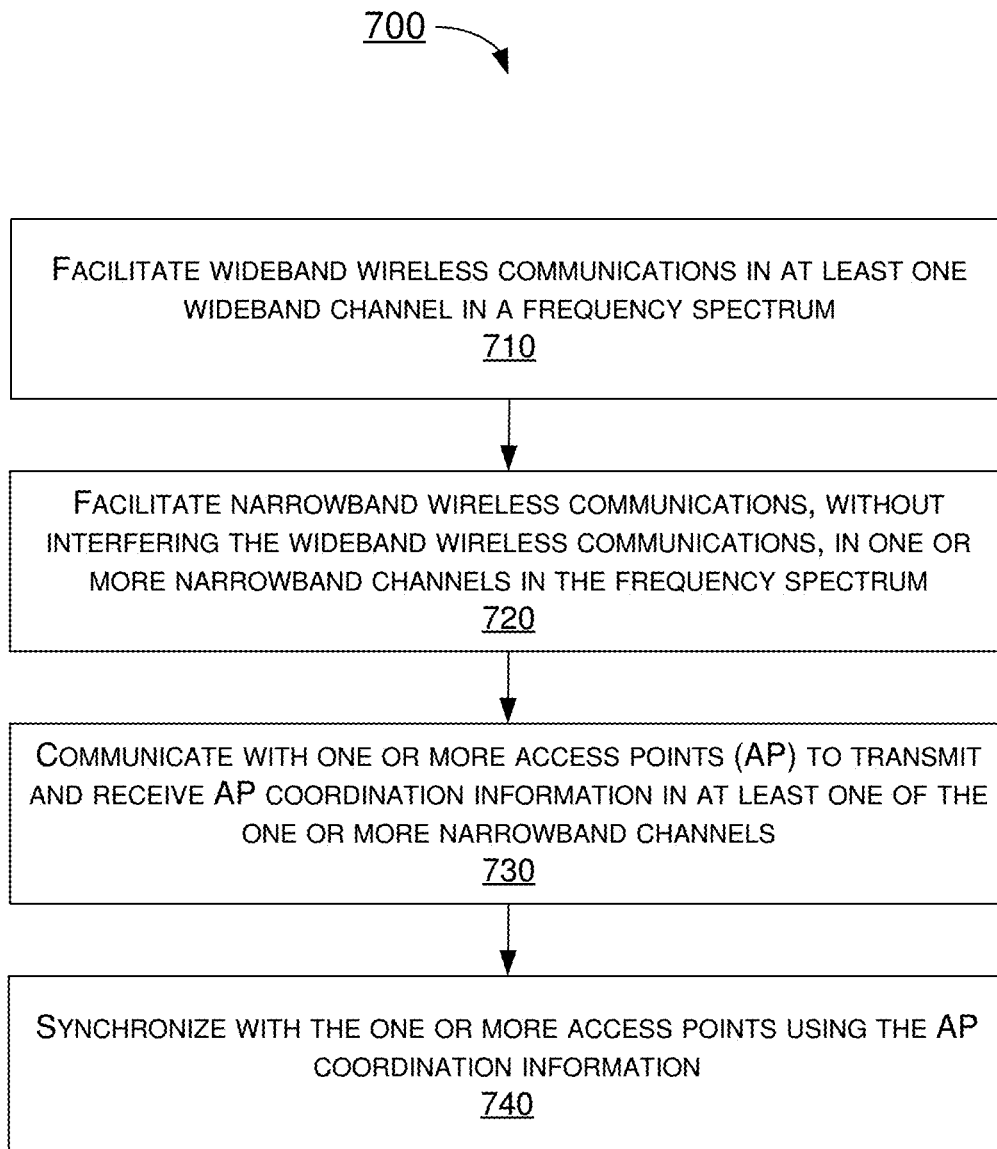 700
FACILITATE WIDEBAND WIRELESS COMMUNICATIONS IN AT LEAST ONE
WIDEBAND CHANNEL IN A FREQUENCY SPECTRUM
710
FACILITATE NARROWBAND WIRELESS COMMUNICATIONS, WITHOUT
INTERFERING THE WIDEBAND WIRELESS COMMUNICATIONS, IN ONE OR
MORE NARROWBAND CHANNELS IN THE FREQUENCY SPECTRUM
720
COMMUNICATE WITH ONE OR MORE ACCESS POINTS (AP) TO TRANSMIT
AND RECEIVE AP COORDINATION INFORMATION IN AT LEAST ONE OF THE
ONE OR MORE NARROWBAND CHANNELS
730
SYNCHRONIZE WITH THE ONE OR MORE ACCESS POINTS USING THE AP
COORDINATION INFORMATION
740